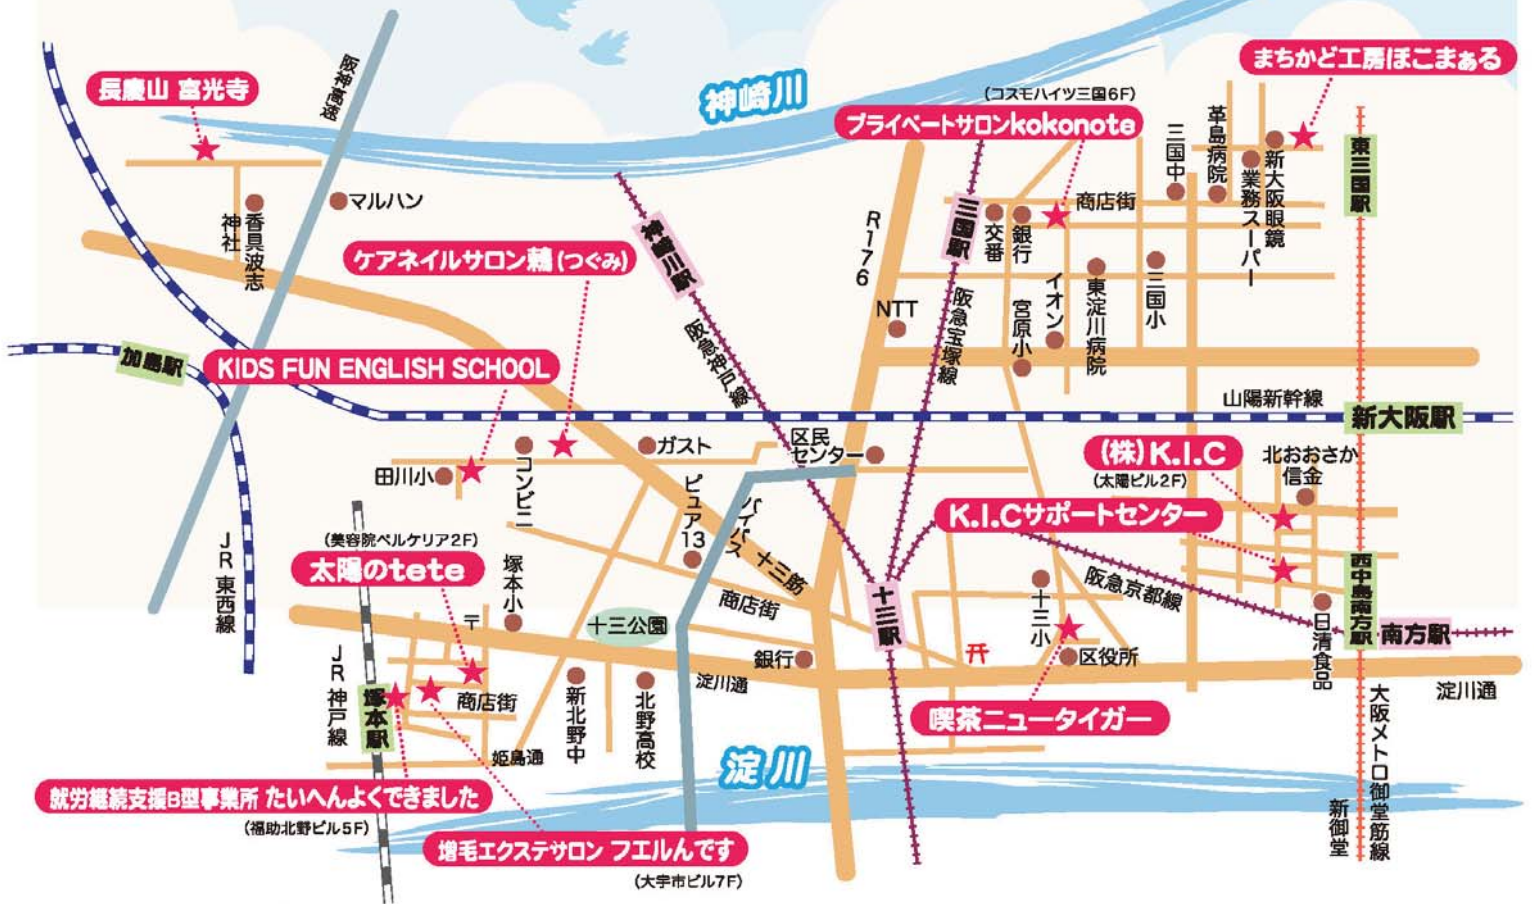 まちかど工房ほこまぁる
長慶山 富光寺
阪神高速
神崎川
(コスモハイツ三国6F)
プライベートサロンkokonote
東三国駅
三国中
革島病院
業務スーパー
新大阪眼鏡
マルハン
香具波志
神社
商店街
三国駅
交番
銀行
R176
神崎川駅
ケアネイルサロン鶫(つぐみ)
イオン
東淀川病院
三国小
NTT
宮原小
阪急宝塚線
阪急神戸線
加島駅
KIDS FUN ENGLISH SCHOOL
山陽新幹線
新大阪駅
ガスト
区民
センター
(株)K.I.C
(太陽ビル2F)
北おおさか
信金
田川小
コンビニ
ピュア13
バイパス
K.I.Cサポートセンター
JR東西線
(美容院ペルケリア2F)
太陽のtete
塚本小
十三筋
商店街
十三駅
十三小
阪急京都線
西中島南方駅
南方駅
日清食品
〒
十三公園
銀行
区役所
JR神戸線
塚本駅
商店街
新北野中
北野高校
淀川通
淀川通
喫茶ニュータイガー
姫島通
淀川
大阪メトロ御堂筋線
新御堂
就労継続支援B型事業所 たいへんよくできました
(福助北野ビル5F)
増毛エクステサロン フエルんです
(大宇市ビル7F)